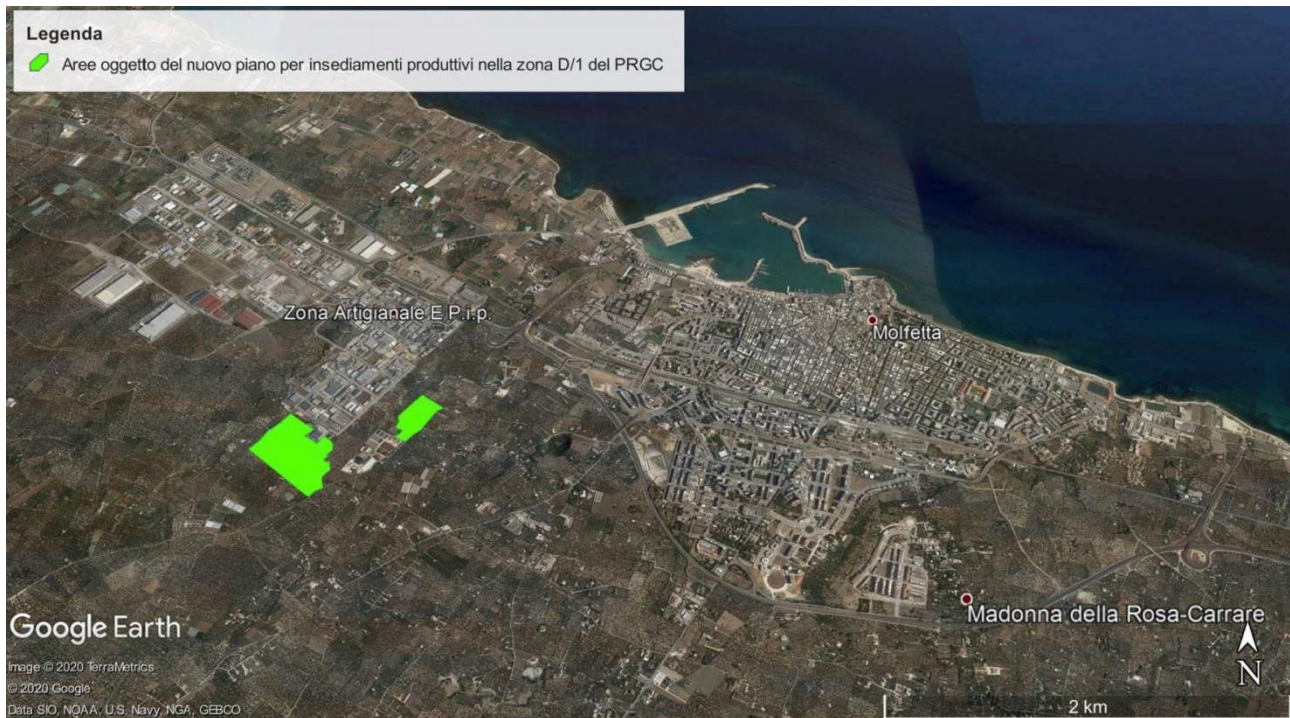 Legenda
Aree oggetto del nuovo piano per insediamenti produttivi nella zona D/1 del PRGC
Zona Artigianale E P.i.p.
Molfetta
Madonna della Rosa-Carrare
Google Earth
N
Image © 2020 TerraMetrics
© 2020 Google
Data SIO, NOAA, U.S. Navy, NGA, GEBCO
2 km